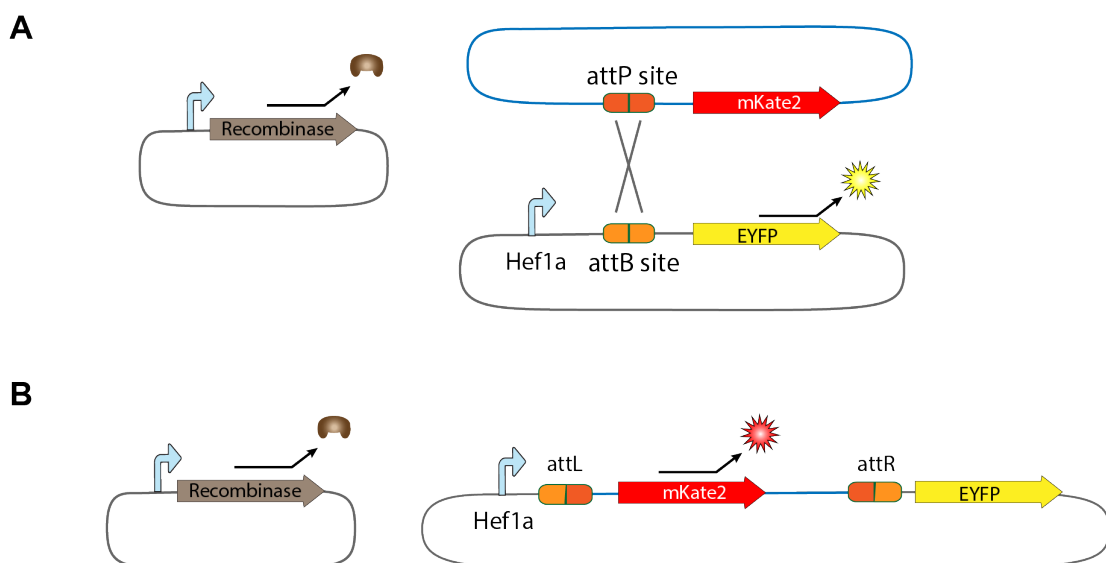 A
Recombinase
attP site
mKate2
EYFP
Hef1a
attB site
B
Recombinase
attL
mKate2
attR
EYFP
Hef1a